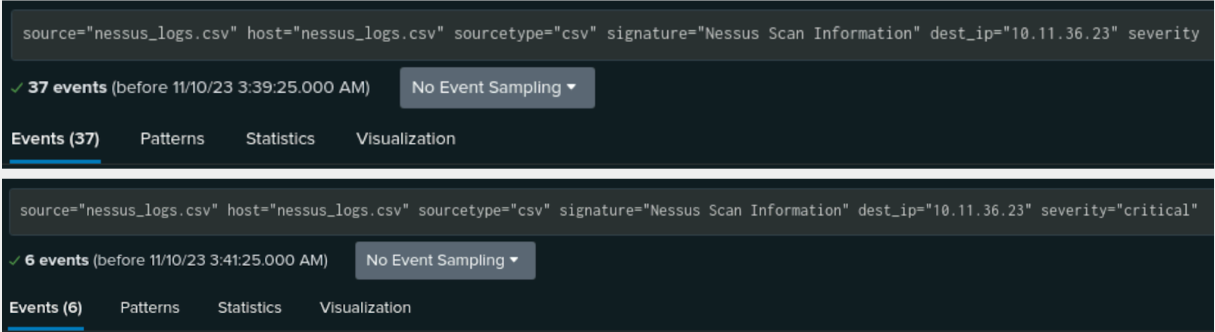 source="nessus_logs.csv" host="nessus_logs.csv" sourcetype="csv" signature="Nessus Scan Information" dest_ip="10.11.36.23" severity
✓ 37 events (before 11/10/23 3:39:25.000 AM) No Event Sampling ▾
Events (37) Patterns Statistics Visualization
source="nessus_logs.csv" host="nessus_logs.csv" sourcetype="csv" signature="Nessus Scan Information" dest_ip="10.11.36.23" severity="critical"
✓ 6 events (before 11/10/23 3:41:25.000 AM) No Event Sampling ▾
Events (6) Patterns Statistics Visualization